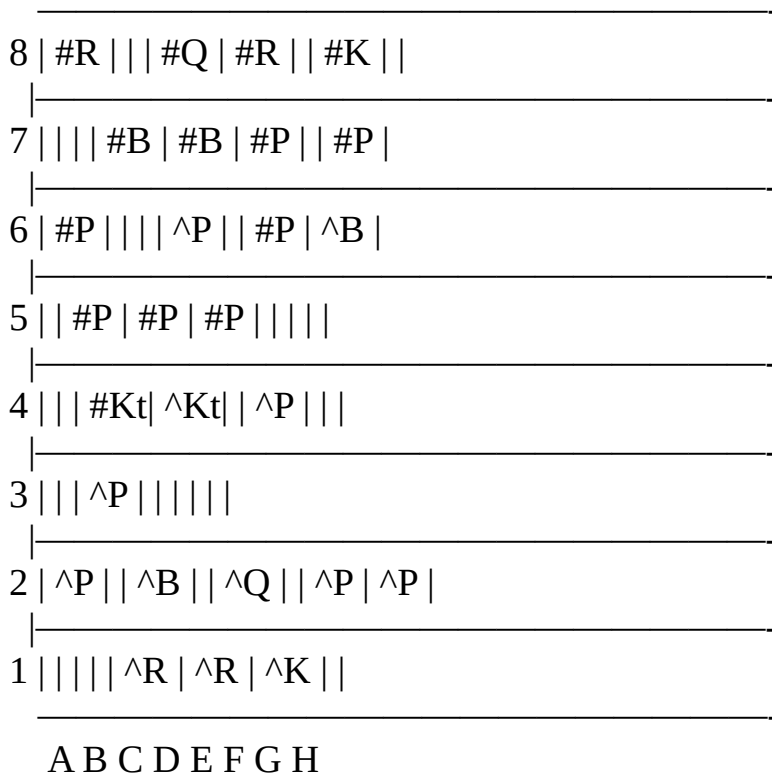 8 | #R | | | #Q | #R | | #K | |
7 | | | | #B | #B | #P | | #P |
6 | #P | | | | ^P | | #P | ^B |
5 | | #P | #P | #P | | | | |
4 | | | #Kt| ^Kt| | ^P | | |
3 | | | ^P | | | | | |
2 | ^P | | ^B | | ^Q | | ^P | ^P |
1 | | | | | ^R | ^R | ^K | |
A B C D E F G H